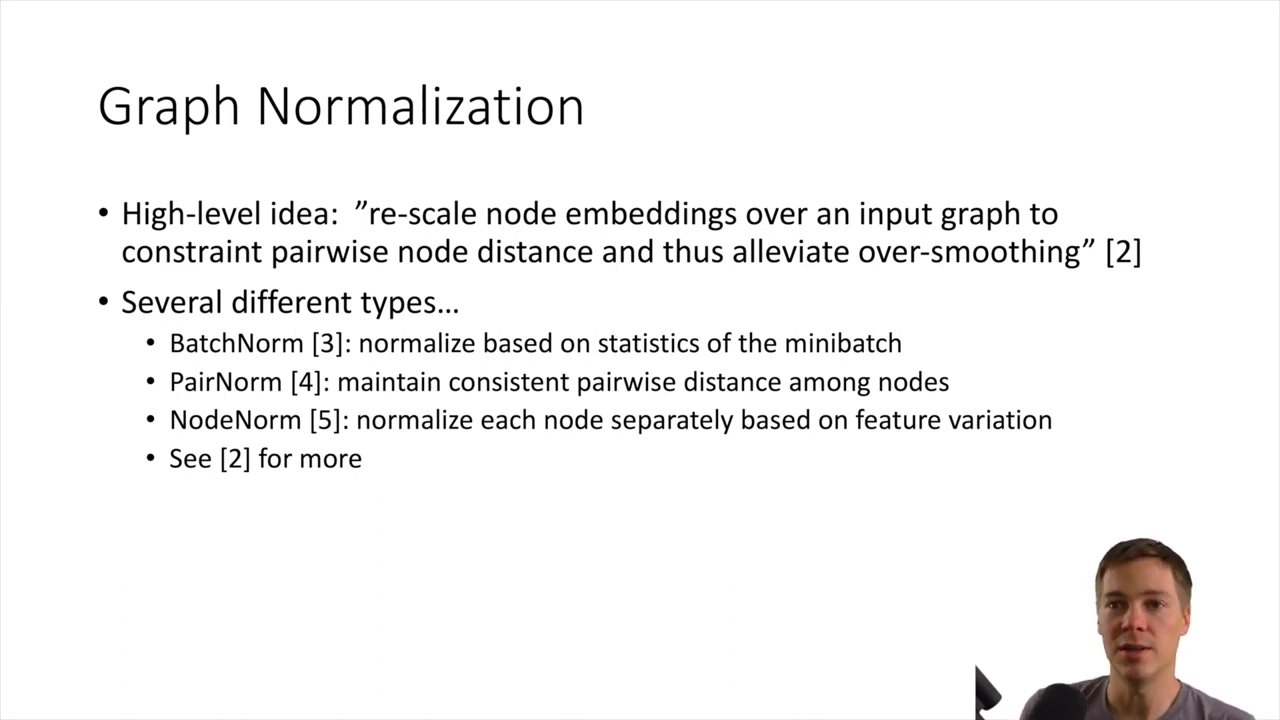 Graph Normalization
• High-level idea:  ”re-scale node embeddings over an input graph to
constraint pairwise node distance and thus alleviate over-smoothing” [2]
• Several different types…
• BatchNorm [3]: normalize based on statistics of the minibatch
• PairNorm [4]: maintain consistent pairwise distance among nodes
• NodeNorm [5]: normalize each node separately based on feature variation
• See [2] for more